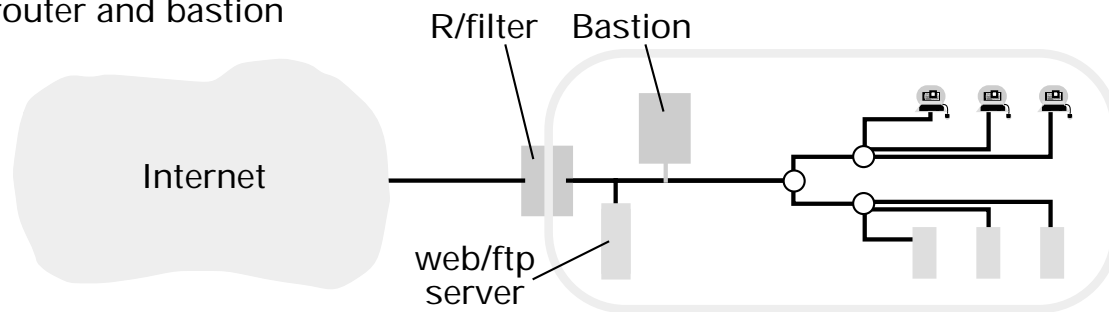 router and bastion
R/filter
Bastion
Internet
web/ftp
server